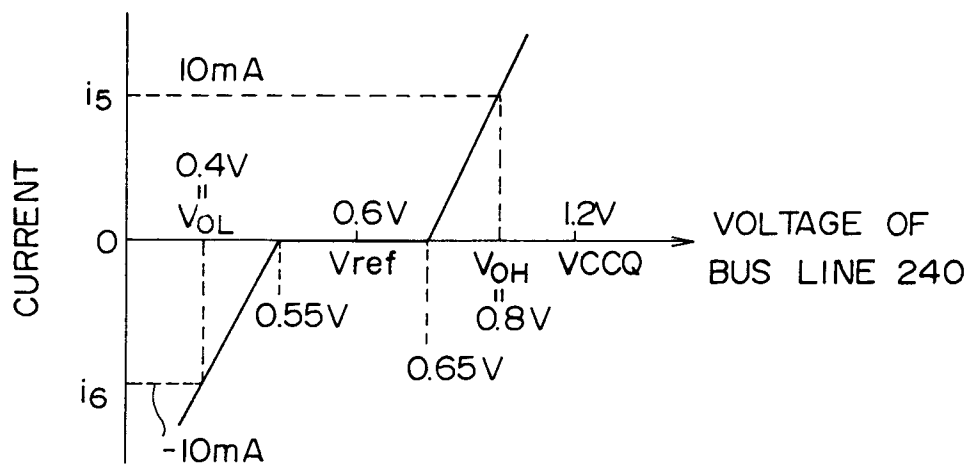 10mA
i5
0.4V
=
VOL
0.6V
1.2V
CURRENT
0
Vref
VOH
VCCQ
VOLTAGE OF
BUS LINE 240
0.55V
=
0.8V
0.65V
i6
-10mA